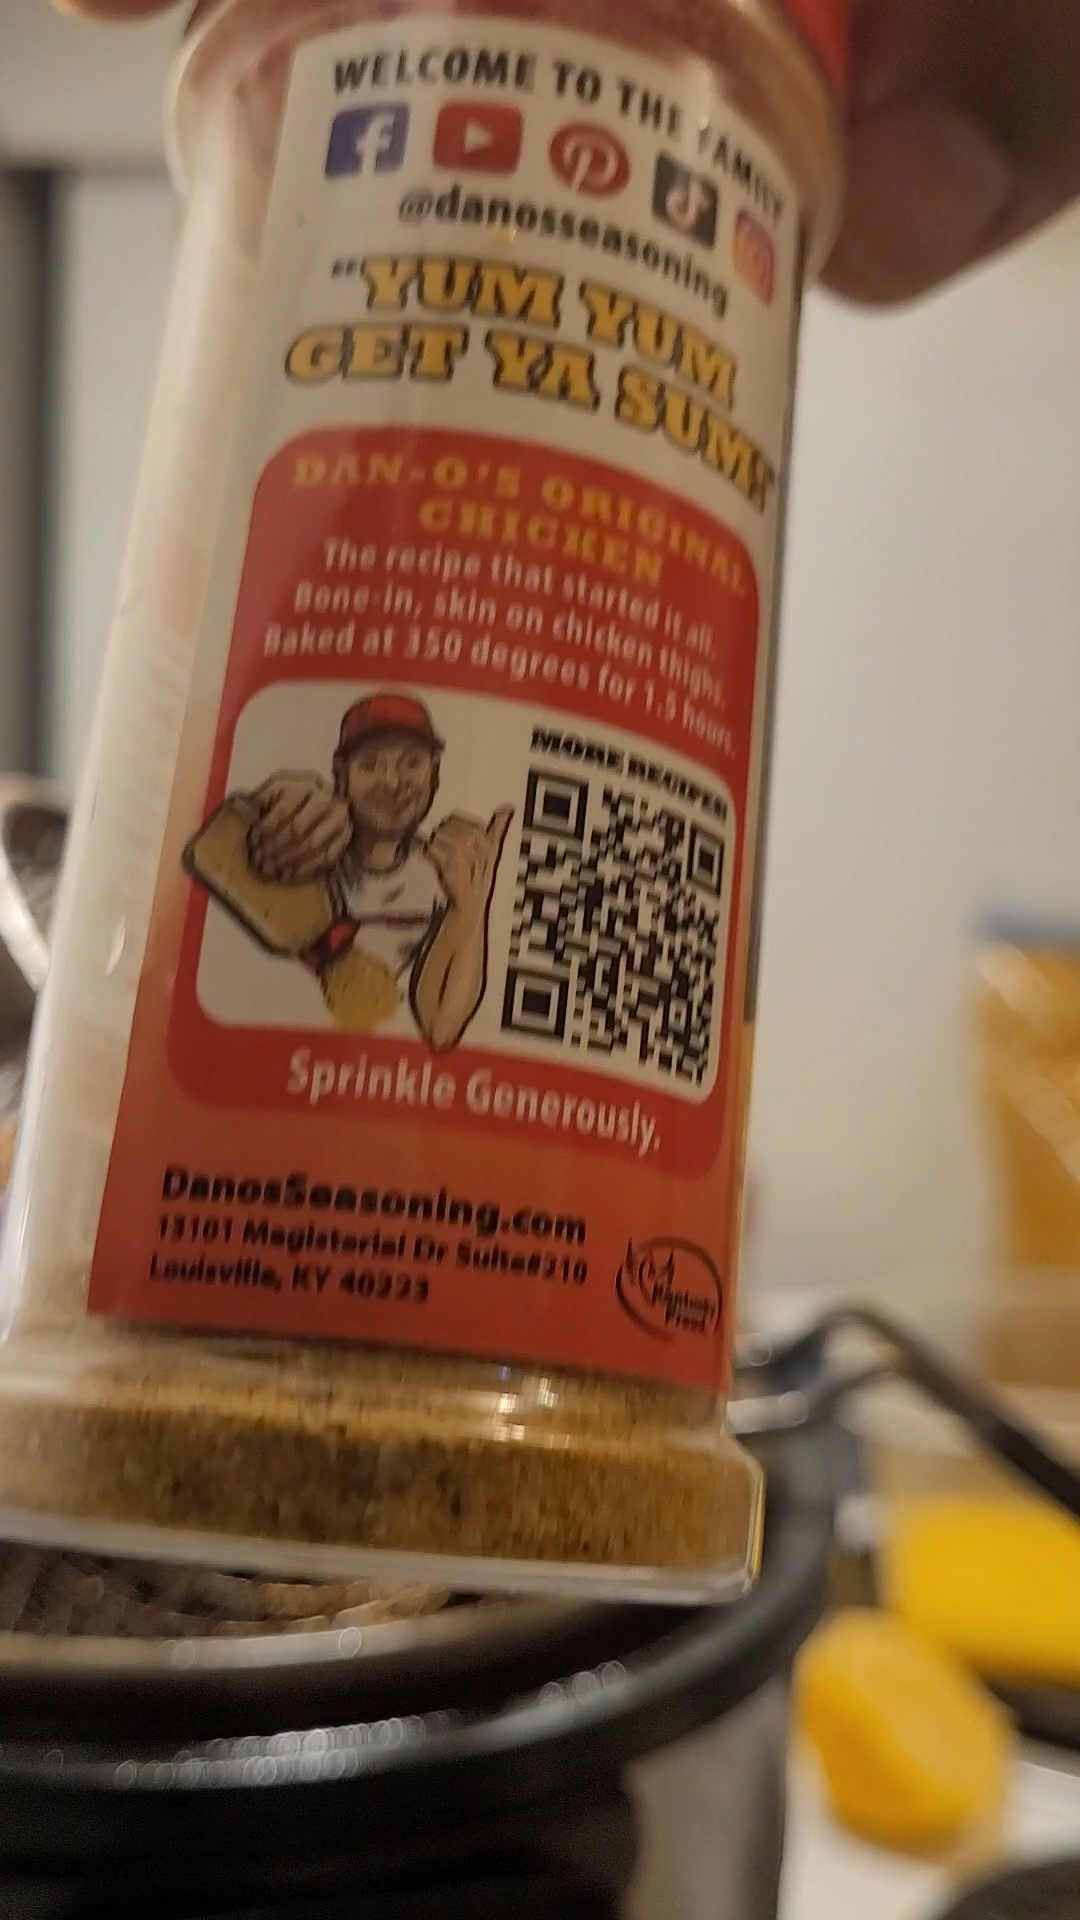 WELCOME TO THE FAMILY
@danosseasoning
"YUM YUM
GET YA SUM!"
DAN-O'S ORIGINAL
CHICKEN
The recipe that started it all.
Bone-in, skin on chicken thighs.
Baked at 350 degrees for 1.5 hours.
MORE RECIPES
Sprinkle Generously.
DanosSeasoning.com
13101 Magisterial Dr Suite#210
Louisville, KY 40223
Kentucky
Proud